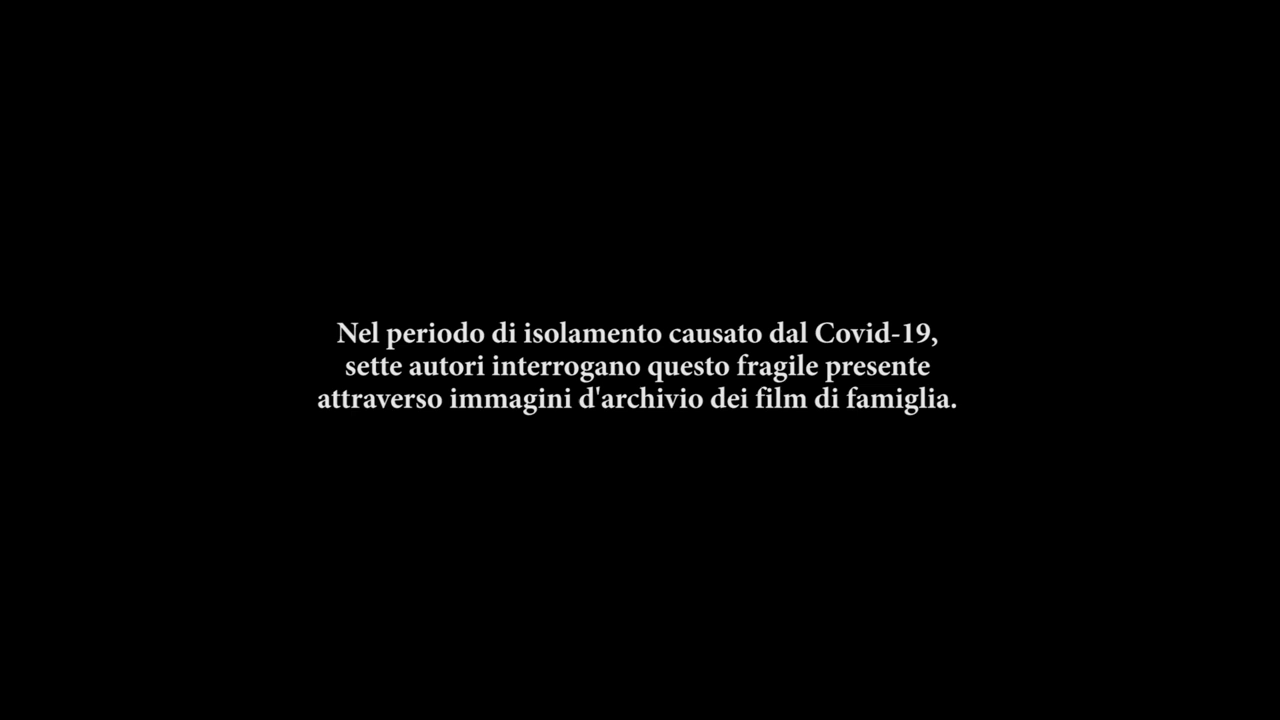 Nel periodo di isolamento causato dal Covid-19,
sette autori interrogano questo fragile presente
attraverso immagini d'archivio dei film di famiglia.